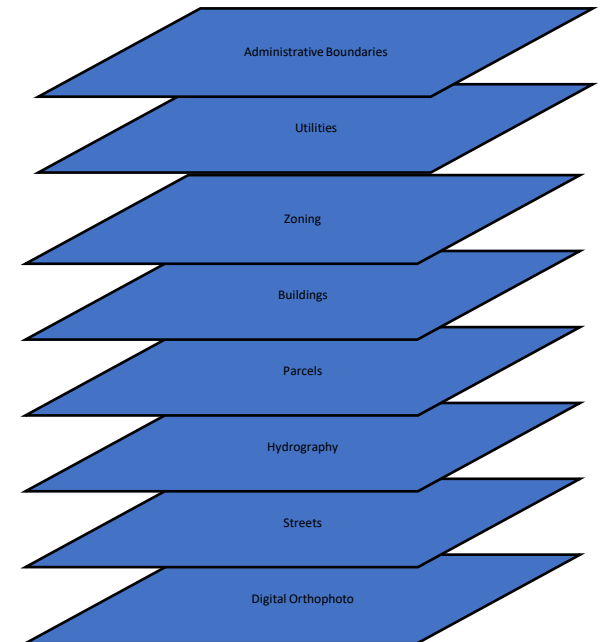 Administrative Boundaries
Utilities
Zoning
Buildings
Parcels
Hydrography
Streets
Digital Orthophoto